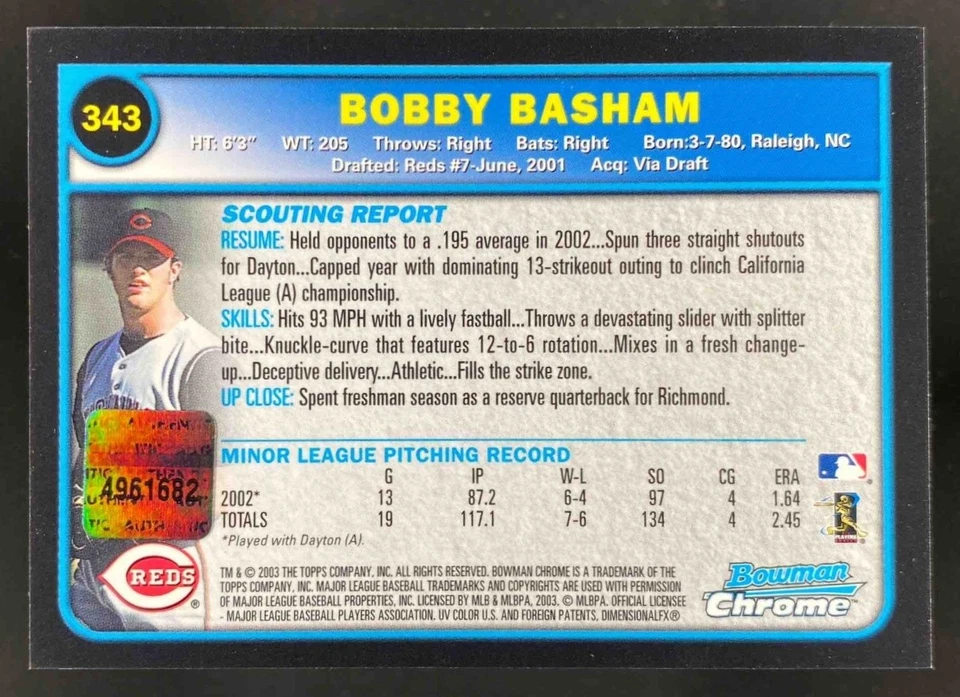 343
BOBBY BASHAM
HT: 6'3" WT: 205 Throws: Right Bats: Right Born:3-7-80, Raleigh, NC
Drafted: Reds #7-June, 2001 Acq: Via Draft
SCOUTING REPORT
RESUME: Held opponents to a .195 average in 2002...Spun three straight shutouts
for Dayton...Capped year with dominating 13-strikeout outing to clinch California
League (A) championship.
SKILLS: Hits 93 MPH with a lively fastball...Throws a devastating slider with splitter
bite...Knuckle-curve that features 12-to-6 rotation...Mixes in a fresh change-
up...Deceptive delivery...Athletic...Fills the strike zone.
UP CLOSE: Spent freshman season as a reserve quarterback for Richmond.
MINOR LEAGUE PITCHING RECORD
G IP W-L SO CG ERA
2002* 13 87.2 6-4 97 4 1.64
TOTALS 19 117.1 7-6 134 4 2.45
*Played with Dayton (A).
4961682
REDS ®
TM & © 2003 THE TOPPS COMPANY, INC. ALL RIGHTS RESERVED. BOWMAN CHROME IS A TRADEMARK OF THE
TOPPS COMPANY, INC. MAJOR LEAGUE BASEBALL TRADEMARKS AND COPYRIGHTS ARE USED WITH PERMISSION
OF MAJOR LEAGUE BASEBALL PROPERTIES, INC. LICENSED BY MLB & MLBPA, 2003. © MLBPA. OFFICIAL LICENSEE
- MAJOR LEAGUE BASEBALL PLAYERS ASSOCIATION. UV COLOR U.S. AND FOREIGN PATENTS, DIMENSIONALFX®
PLAYERS
Bowman
Chrome